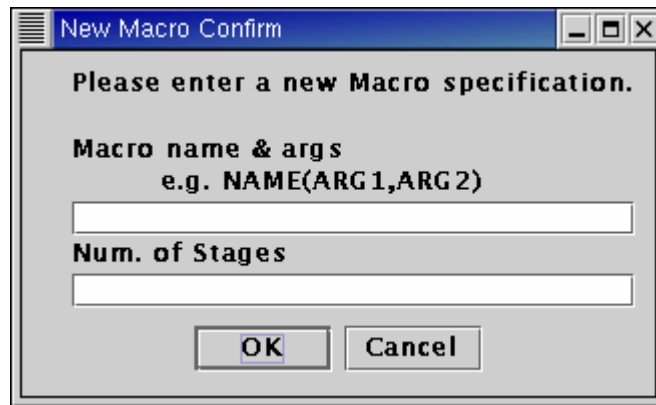 New Macro Confirm
Please enter a new Macro specification.
Macro name & args
e.g. NAME(ARG1,ARG2)
Num. of Stages
OK Cancel